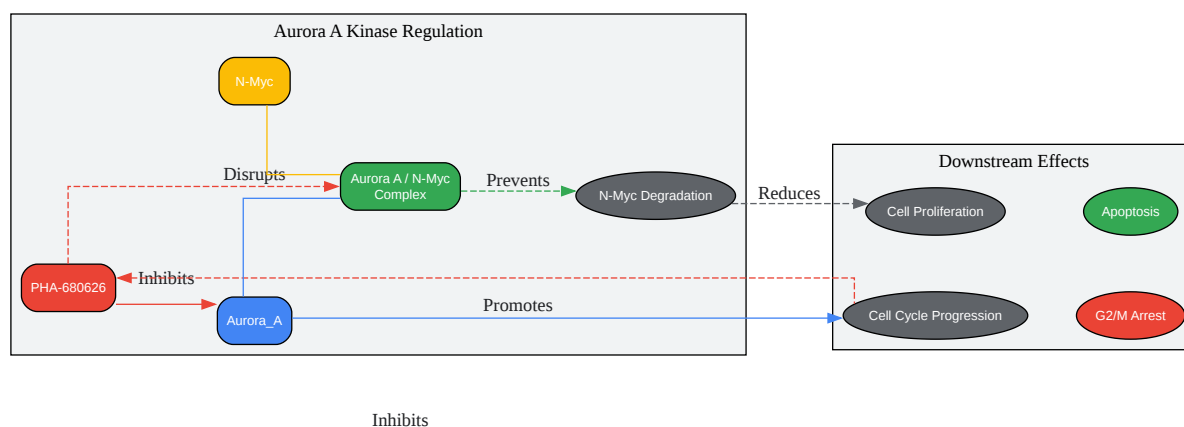 Aurora A Kinase Regulation
N-Myc
Disrupts
Aurora A / N-Myc
Complex
Prevents
N-Myc Degradation
Reduces
PHA-680626
Inhibits
Aurora_A
Promotes
Downstream Effects
Cell Proliferation
Apoptosis
Cell Cycle Progression
G2/M Arrest
Inhibits